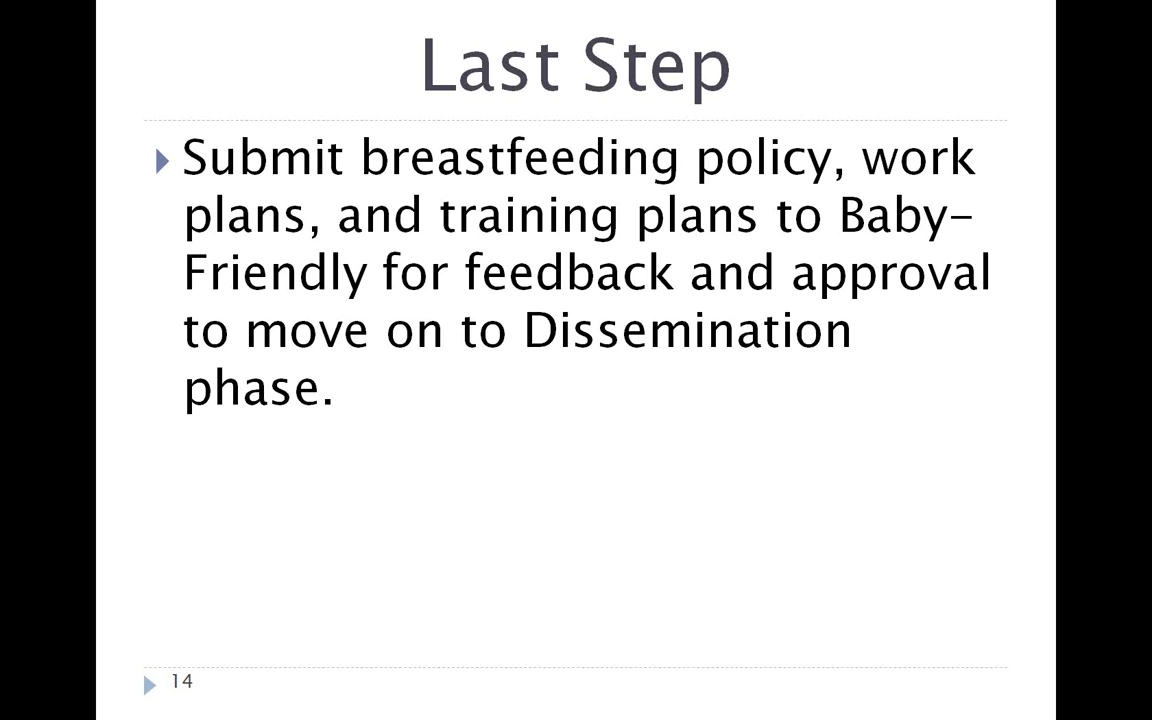 Last Step
Submit breastfeeding policy, work
plans, and training plans to Baby-
Friendly for feedback and approval
to move on to Dissemination
phase.
14